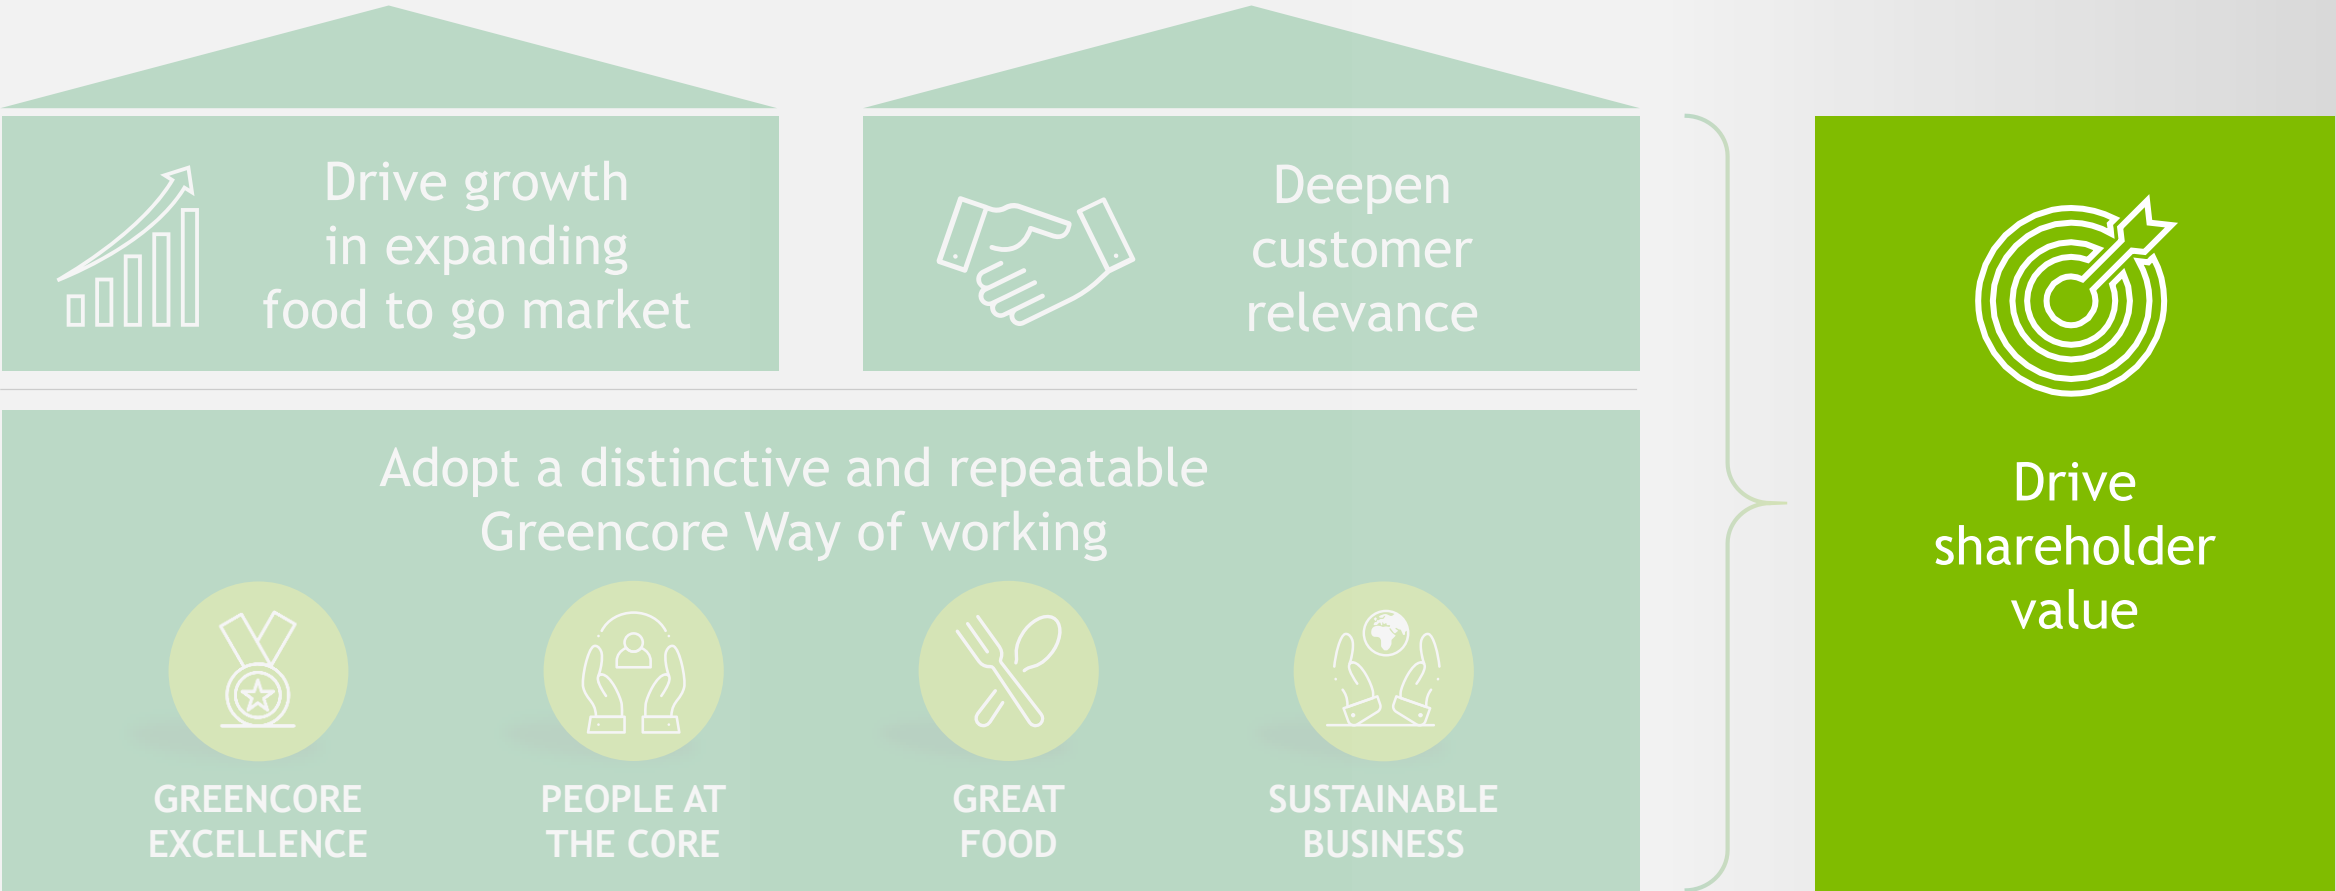 Drive growth
in expanding
food to go market
Deepen
customer
relevance
Adopt a distinctive and repeatable
Greencore Way of working
GREENCORE
EXCELLENCE
PEOPLE AT
THE CORE
GREAT
FOOD
SUSTAINABLE
BUSINESS
Drive
shareholder
value